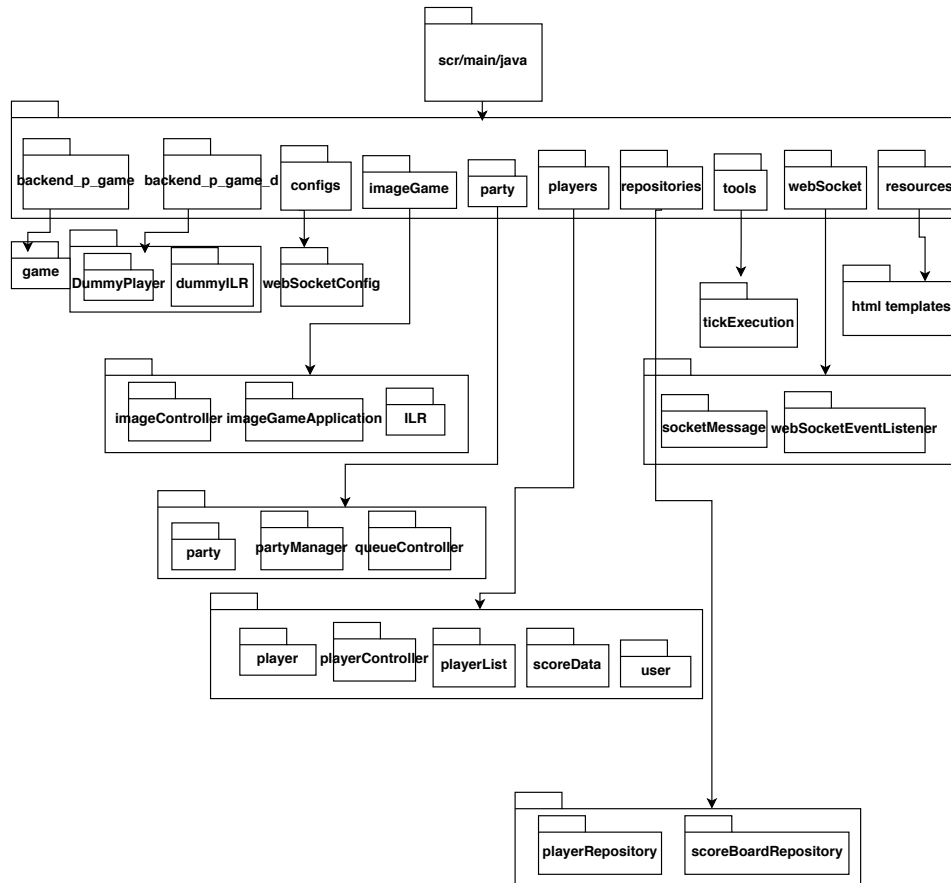 scr/main/java
backend_p_game
backend_p_game_d
configs
imageGame
party
players
repositories
tools
webSocket
resources
game
DummyPlayer
dummyILR
webSocketConfig
tickExecution
html templates
imageController
imageGameApplication
ILR
socketMessage
webSocketEventListener
party
partyManager
queueController
player
playerController
playerList
scoreData
user
playerRepository
scoreBoardRepository